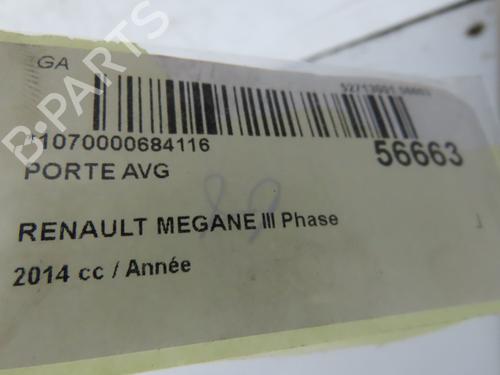 GA
*1070000684116
56663
PORTE AVG
RENAULT MEGANE III Phase
2014 cc / Année
B-PARTS